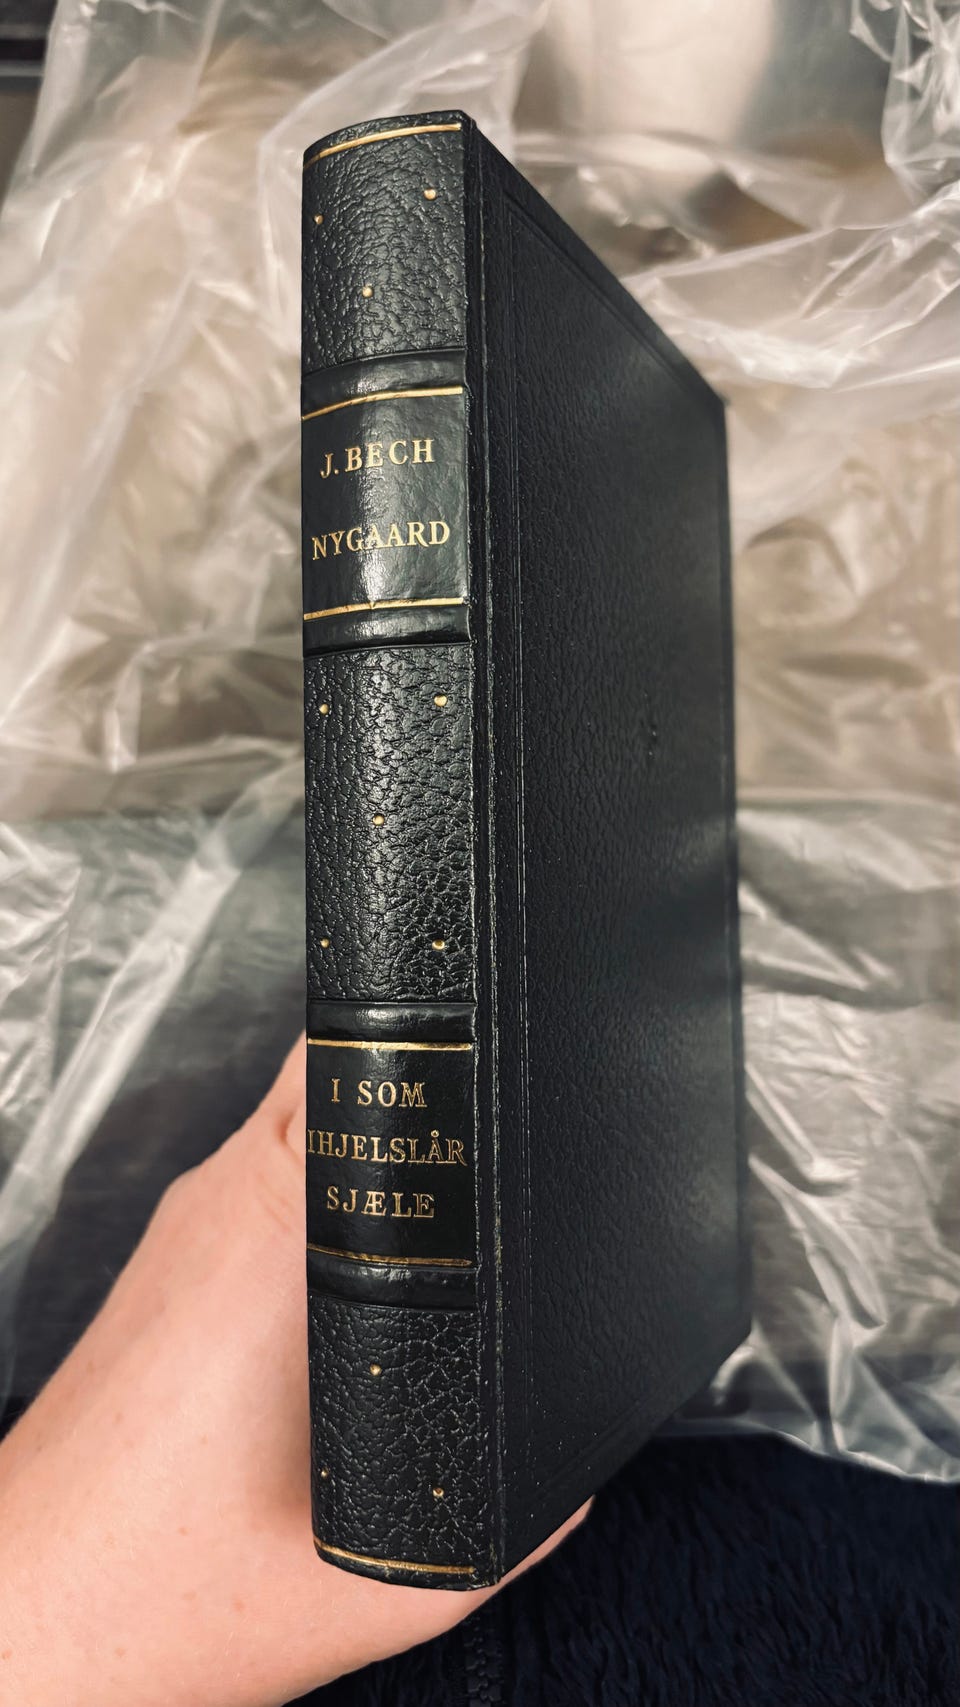 J. BECH
NYGAARD
I SOM
IHJELSLÅR
SJÆLE